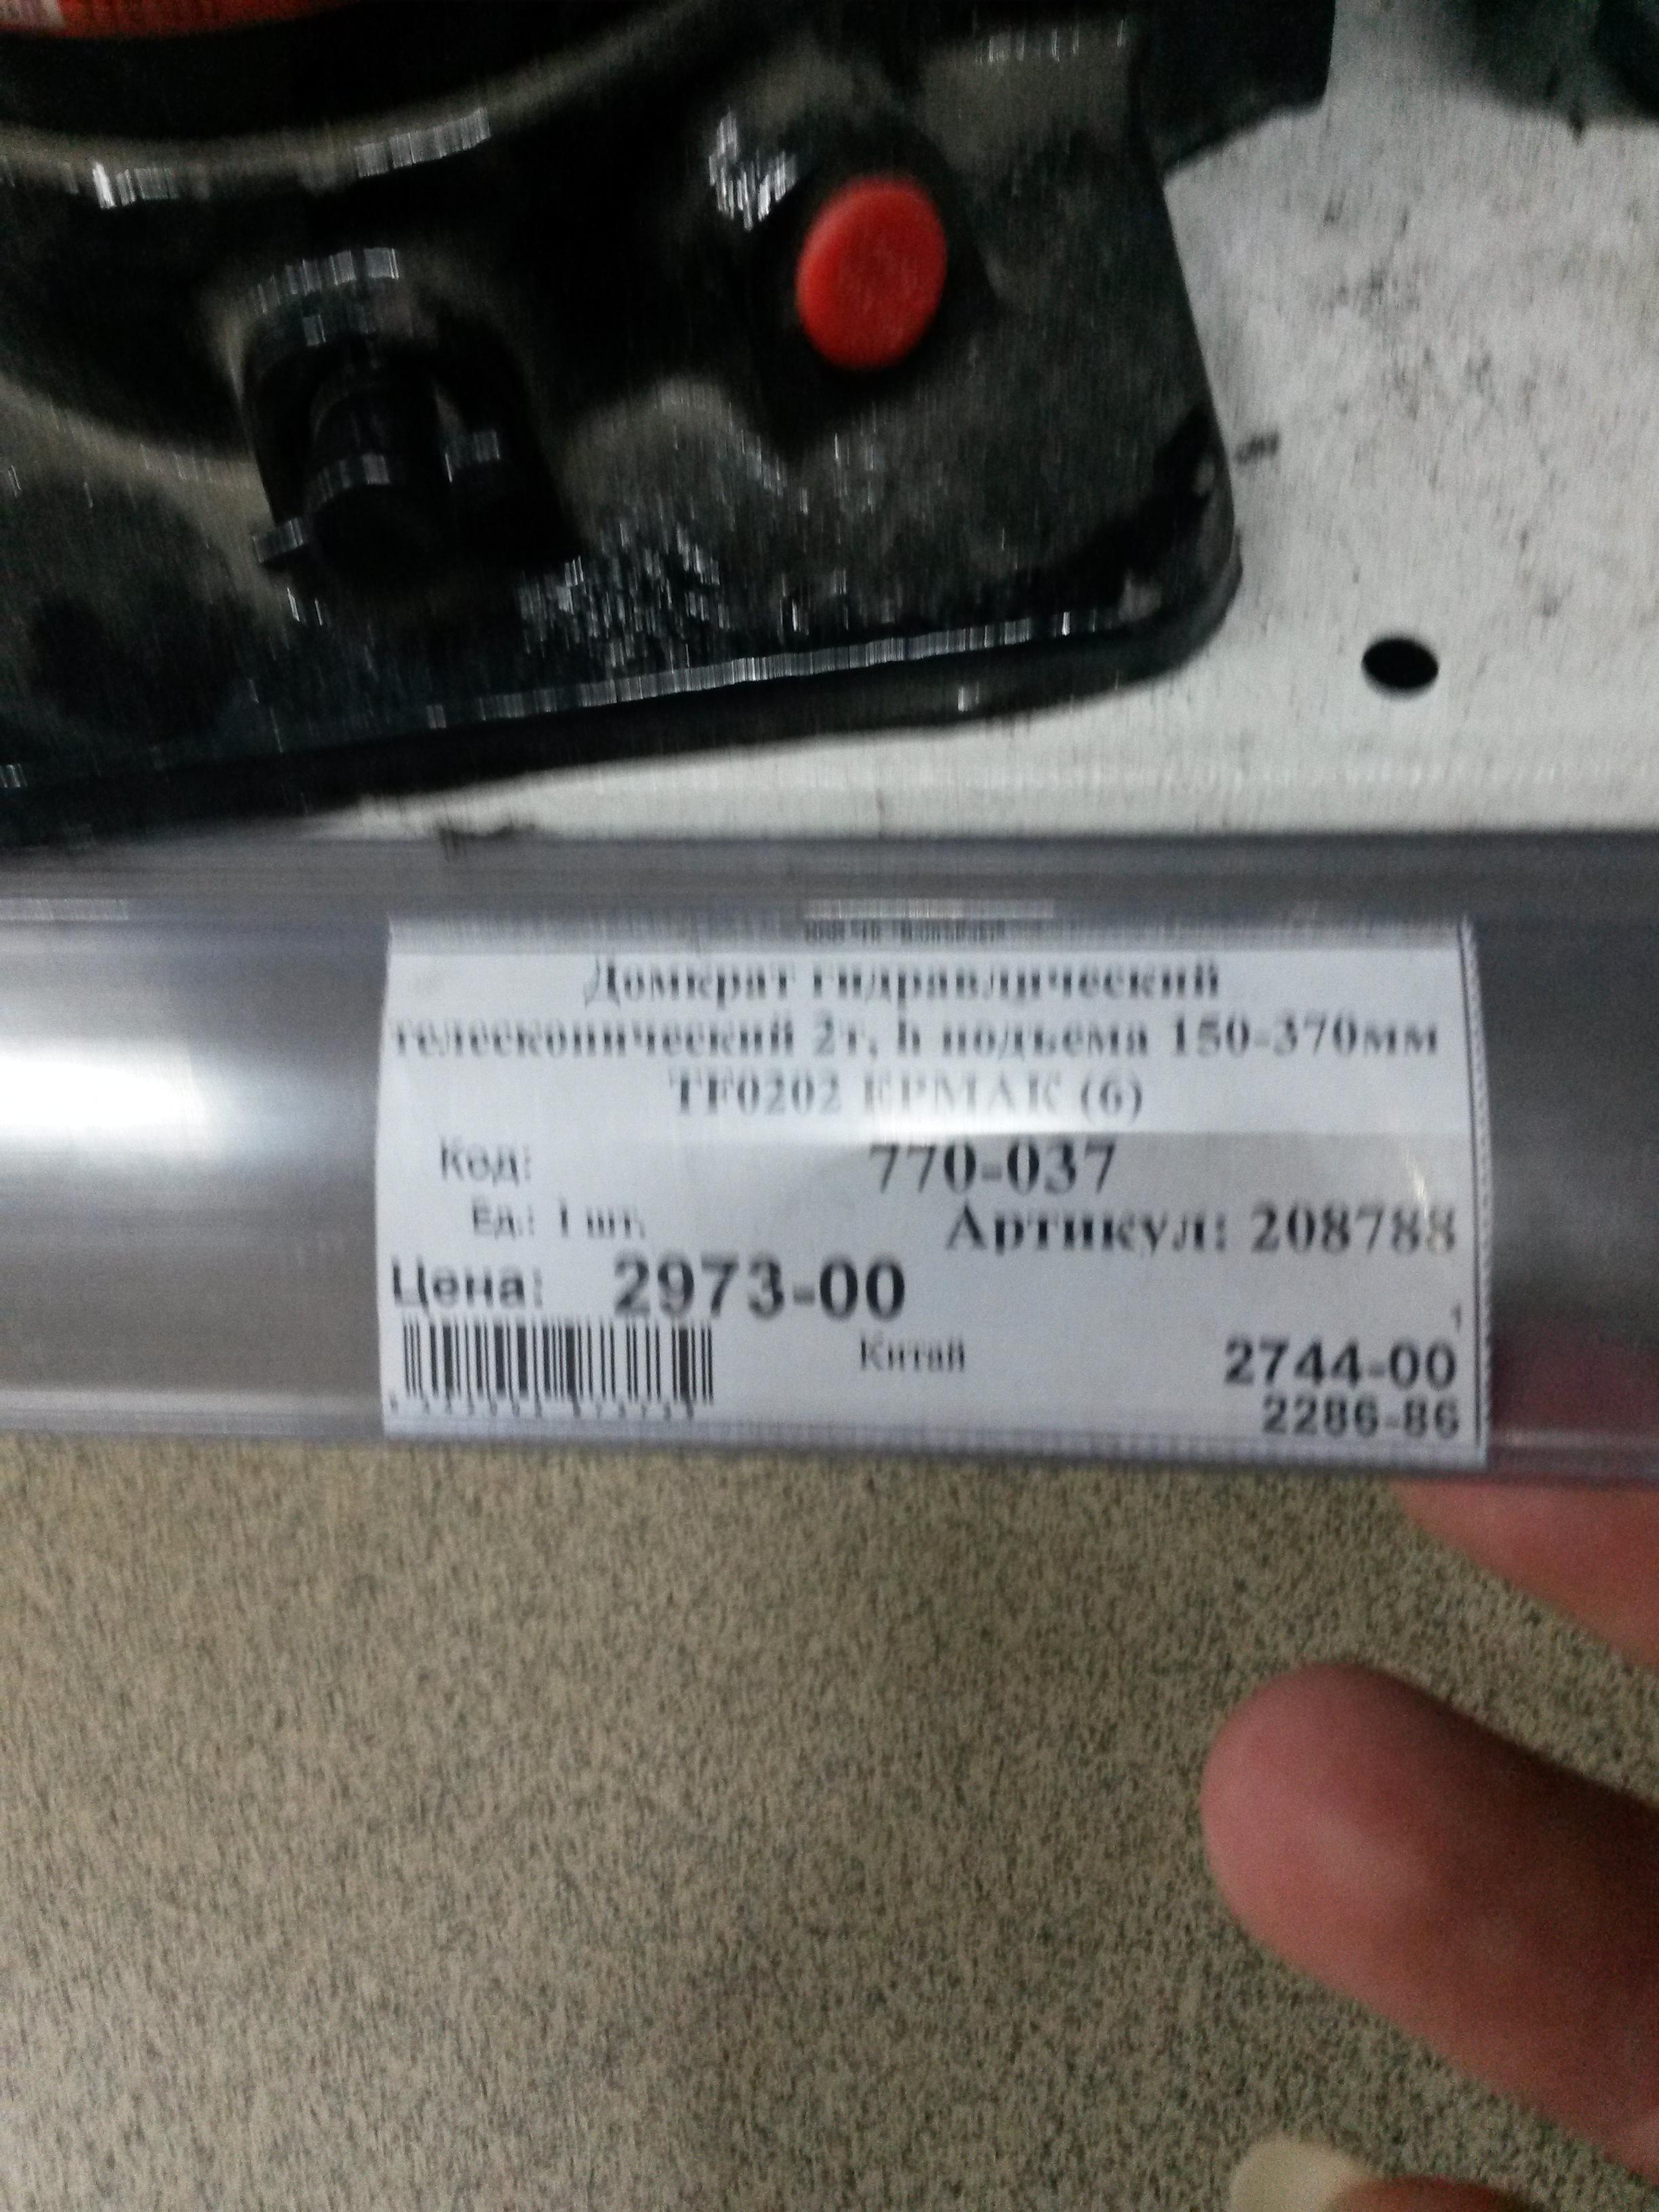 Домкрат гидравлический
телескопический 2т, h подъема 150-370мм
TF0202 ЕРМАК (6)
Код: 770-037
Ед.: 1 шт. Артикул: 208788
Цена: 2973-00
1
Китай 2744-00
2286-86